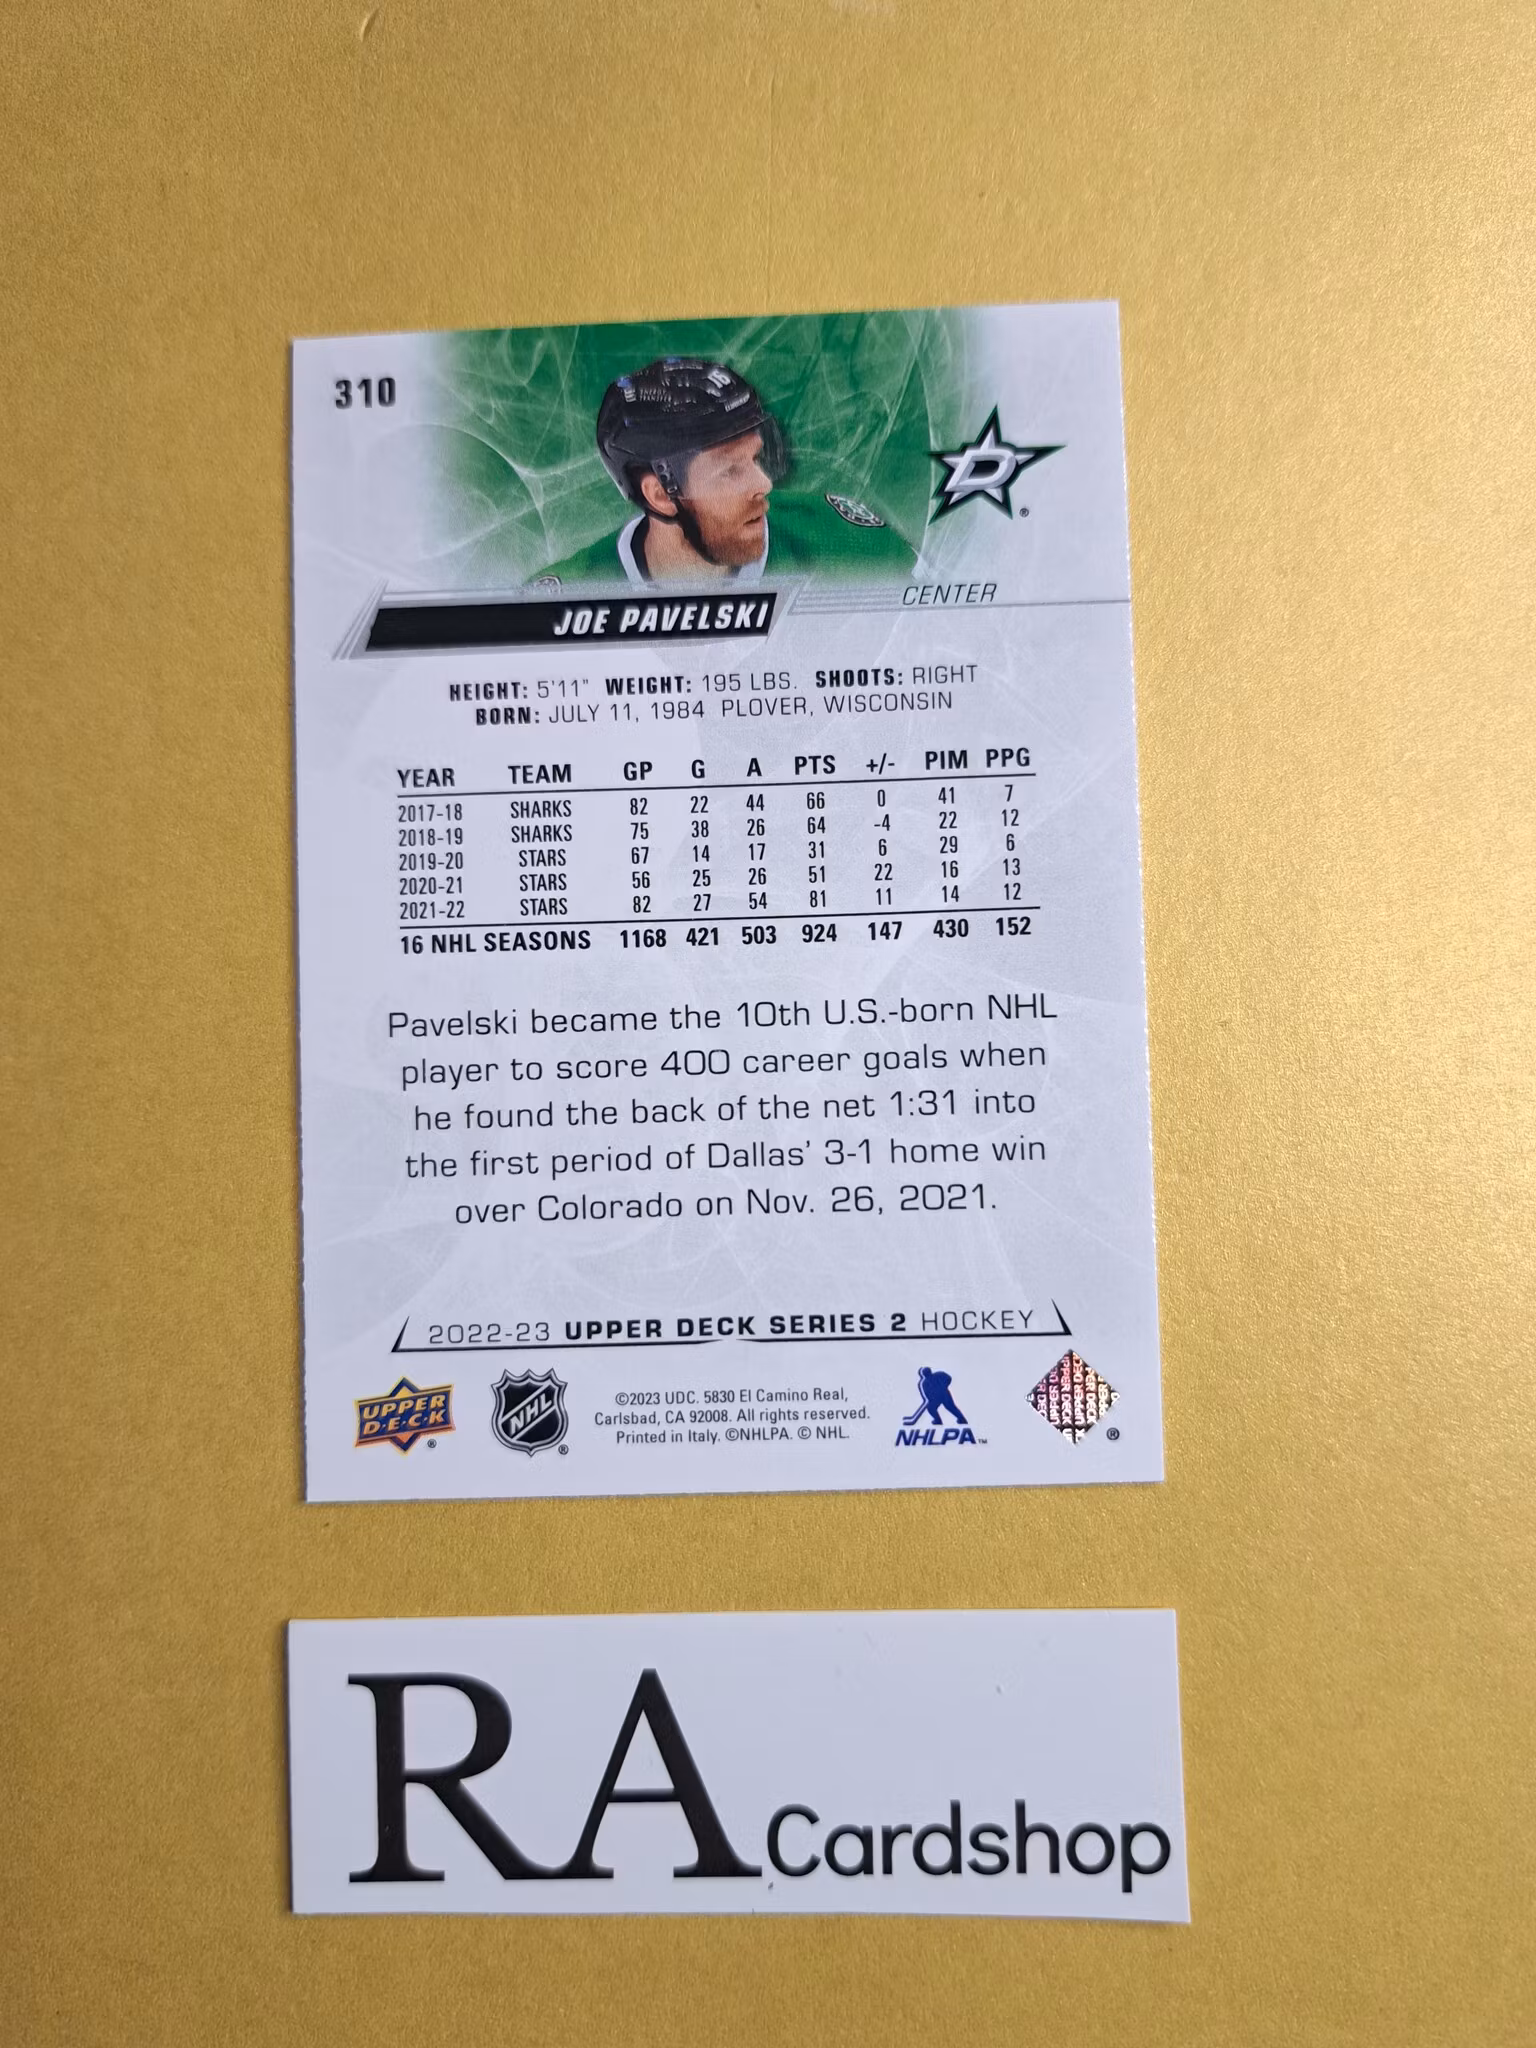 310
16
D
®
CENTER
JOE PAVELSKI
HEIGHT: 5'11" WEIGHT: 195 LBS. SHOOTS: RIGHT
BORN: JULY 11, 1984 PLOVER, WISCONSIN
YEAR TEAM GP G A PTS +/- PIM PPG
2017-18 SHARKS 82 22 44 66 0 41 7
2018-19 SHARKS 75 38 26 64 -4 22 12
2019-20 STARS 67 14 17 31 6 29 6
2020-21 STARS 56 25 26 51 22 16 13
2021-22 STARS 82 27 54 81 11 14 12
16 NHL SEASONS 1168 421 503 924 147 430 152
Pavelski became the 10th U.S.-born NHL
player to score 400 career goals when
he found the back of the net 1:31 into
the first period of Dallas' 3-1 home win
over Colorado on Nov. 26, 2021.
2022-23 UPPER DECK SERIES 2 HOCKEY
UPPER
D·E·C·K
®
NHL
®
©2023 UDC. 5830 El Camino Real,
Carlsbad, CA 92008. All rights reserved.
Printed in Italy. ©NHLPA. © NHL.
NHLPA™
®
RA Cardshop